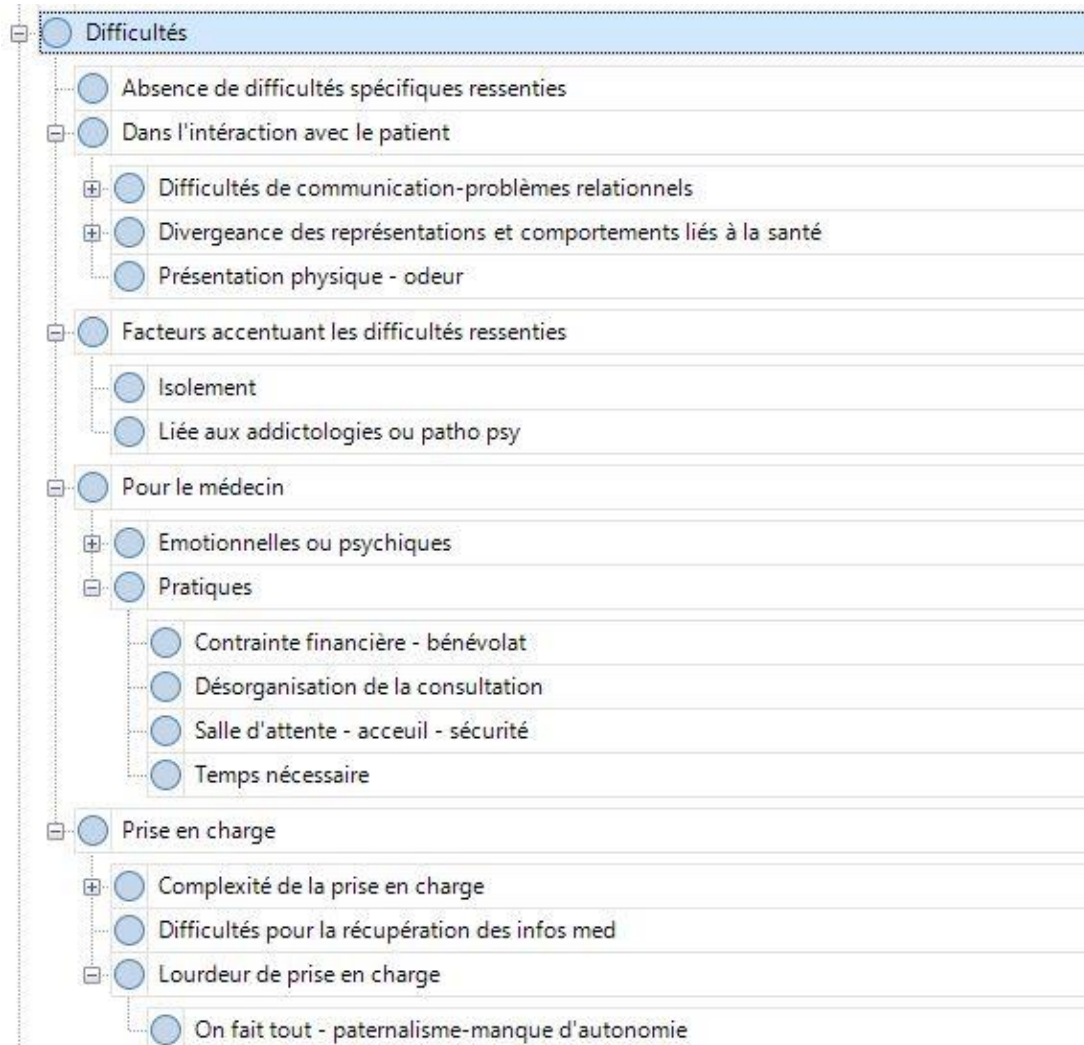 Difficultés
Absence de difficultés spécifiques ressenties
Dans l'intéraction avec le patient
Difficultés de communication-problèmes relationnels
Divergeance des représentations et comportements liés à la santé
Présentation physique - odeur
Facteurs accentuant les difficultés ressenties
Isolement
Liée aux addictologies ou patho psy
Pour le médecin
Emotionnelles ou psychiques
Pratiques
Contrainte financière - bénévolat
Désorganisation de la consultation
Salle d'attente - acceuil - sécurité
Temps nécessaire
Prise en charge
Complexité de la prise en charge
Difficultés pour la récupération des infos med
Lourdeur de prise en charge
On fait tout - paternalisme-manque d'autonomie